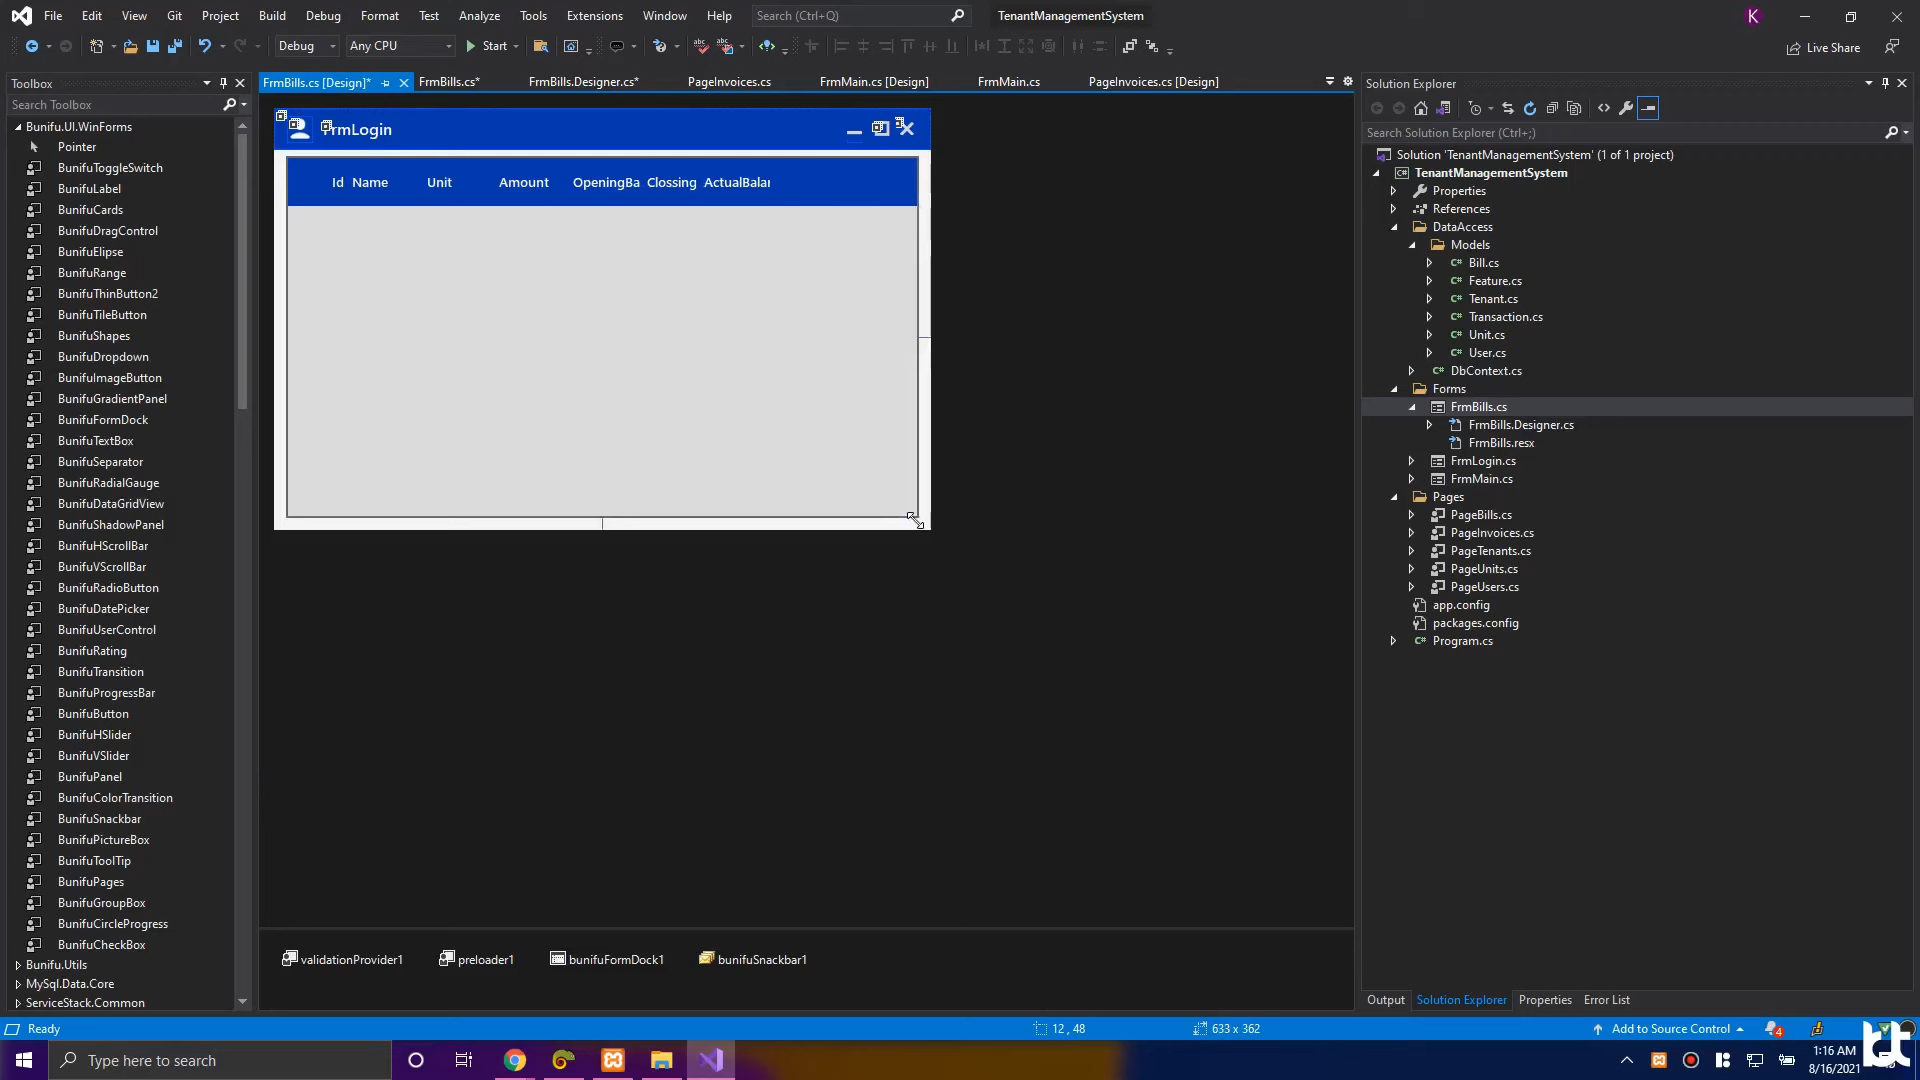 File Edit View Git Project Build Debug Format Test Analyze Tools Extensions Window Help Search (Ctrl+Q) TenantManagementSystem K
Debug Any CPU Start Live Share
Toolbox
Search Toolbox
Bunifu.UI.WinForms
Pointer
BunifuToggleSwitch
BunifuLabel
BunifuCards
BunifuDragControl
BunifuElipse
BunifuRange
BunifuThinButton2
BunifuTileButton
BunifuShapes
BunifuDropdown
BunifuImageButton
BunifuGradientPanel
BunifuFormDock
BunifuTextBox
BunifuSeparator
BunifuRadialGauge
BunifuDataGridView
BunifuShadowPanel
BunifuHScrollBar
BunifuVScrollBar
BunifuRadioButton
BunifuDatePicker
BunifuUserControl
BunifuRating
BunifuTransition
BunifuProgressBar
BunifuButton
BunifuHSlider
BunifuVSlider
BunifuPanel
BunifuColorTransition
BunifuSnackbar
BunifuPictureBox
BunifuToolTip
BunifuPages
BunifuGroupBox
BunifuCircleProgress
BunifuCheckBox
Bunifu.Utils
MySql.Data.Core
ServiceStack.Common
FrmBills.cs [Design]* FrmBills.cs* FrmBills.Designer.cs* PageInvoices.cs FrmMain.cs [Design] FrmMain.cs PageInvoices.cs [Design]
FrmLogin
Id Name Unit Amount OpeningBa Clossing ActualBalar
validationProvider1 preloader1 bunifuFormDock1 bunifuSnackbar1
Solution Explorer
Search Solution Explorer (Ctrl+;)
Solution 'TenantManagementSystem' (1 of 1 project)
TenantManagementSystem
Properties
References
DataAccess
Models
Bill.cs
Feature.cs
Tenant.cs
Transaction.cs
Unit.cs
User.cs
DbContext.cs
Forms
FrmBills.cs
FrmBills.Designer.cs
FrmBills.resx
FrmLogin.cs
FrmMain.cs
Pages
PageBills.cs
PageInvoices.cs
PageTenants.cs
PageUnits.cs
PageUsers.cs
app.config
packages.config
Program.cs
Output Solution Explorer Properties Error List
Ready 12 , 48 633 x 362 Add to Source Control 4
Type here to search
1:16 AM
8/16/2021